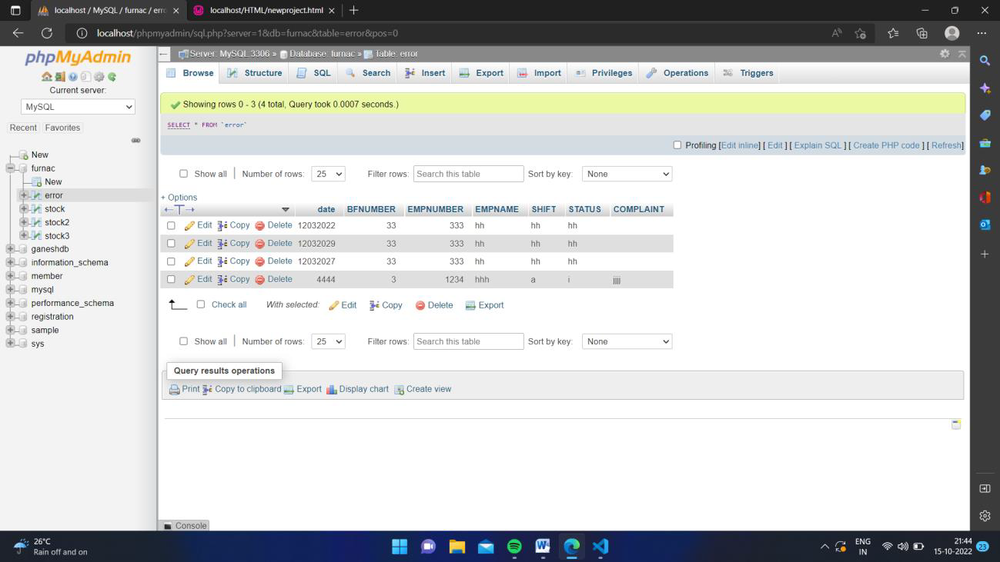 localhost / MySQL / furnac / erro
localhost/HTML/newproject.html
localhost/phpmyadmin/sql.php?server=1&db=furnac&table=error&pos=0
phpMyAdmin
Current server:
MySQL
Recent Favorites
New
furnac
New
error
stock
stock2
stock3
ganeshdb
information_schema
member
mysql
performance_schema
registration
sample
sys
Server: MySQL:3306 » Database: furnac » Table: error
Browse Structure SQL Search Insert Export Import Privileges Operations Triggers
Showing rows 0 - 3 (4 total, Query took 0.0007 seconds.)
SELECT * FROM `error`
Profiling [Edit inline] [ Edit ] [ Explain SQL ] [ Create PHP code ] [ Refresh]
Show all Number of rows: 25 Filter rows: Search this table Sort by key: None
+ Options
←T→ date BFNUMBER EMPNUMBER EMPNAME SHIFT STATUS COMPLAINT
Edit Copy Delete 12032022 33 333 hh hh hh
Edit Copy Delete 12032029 33 333 hh hh hh
Edit Copy Delete 12032027 33 333 hh hh hh
Edit Copy Delete 4444 3 1234 hhh a i jjjj
Check all With selected: Edit Copy Delete Export
Show all Number of rows: 25 Filter rows: Search this table Sort by key: None
Query results operations
Print Copy to clipboard Export Display chart Create view
Console
26°C
Rain off and on
ENG
IN
21:44
15-10-2022
23